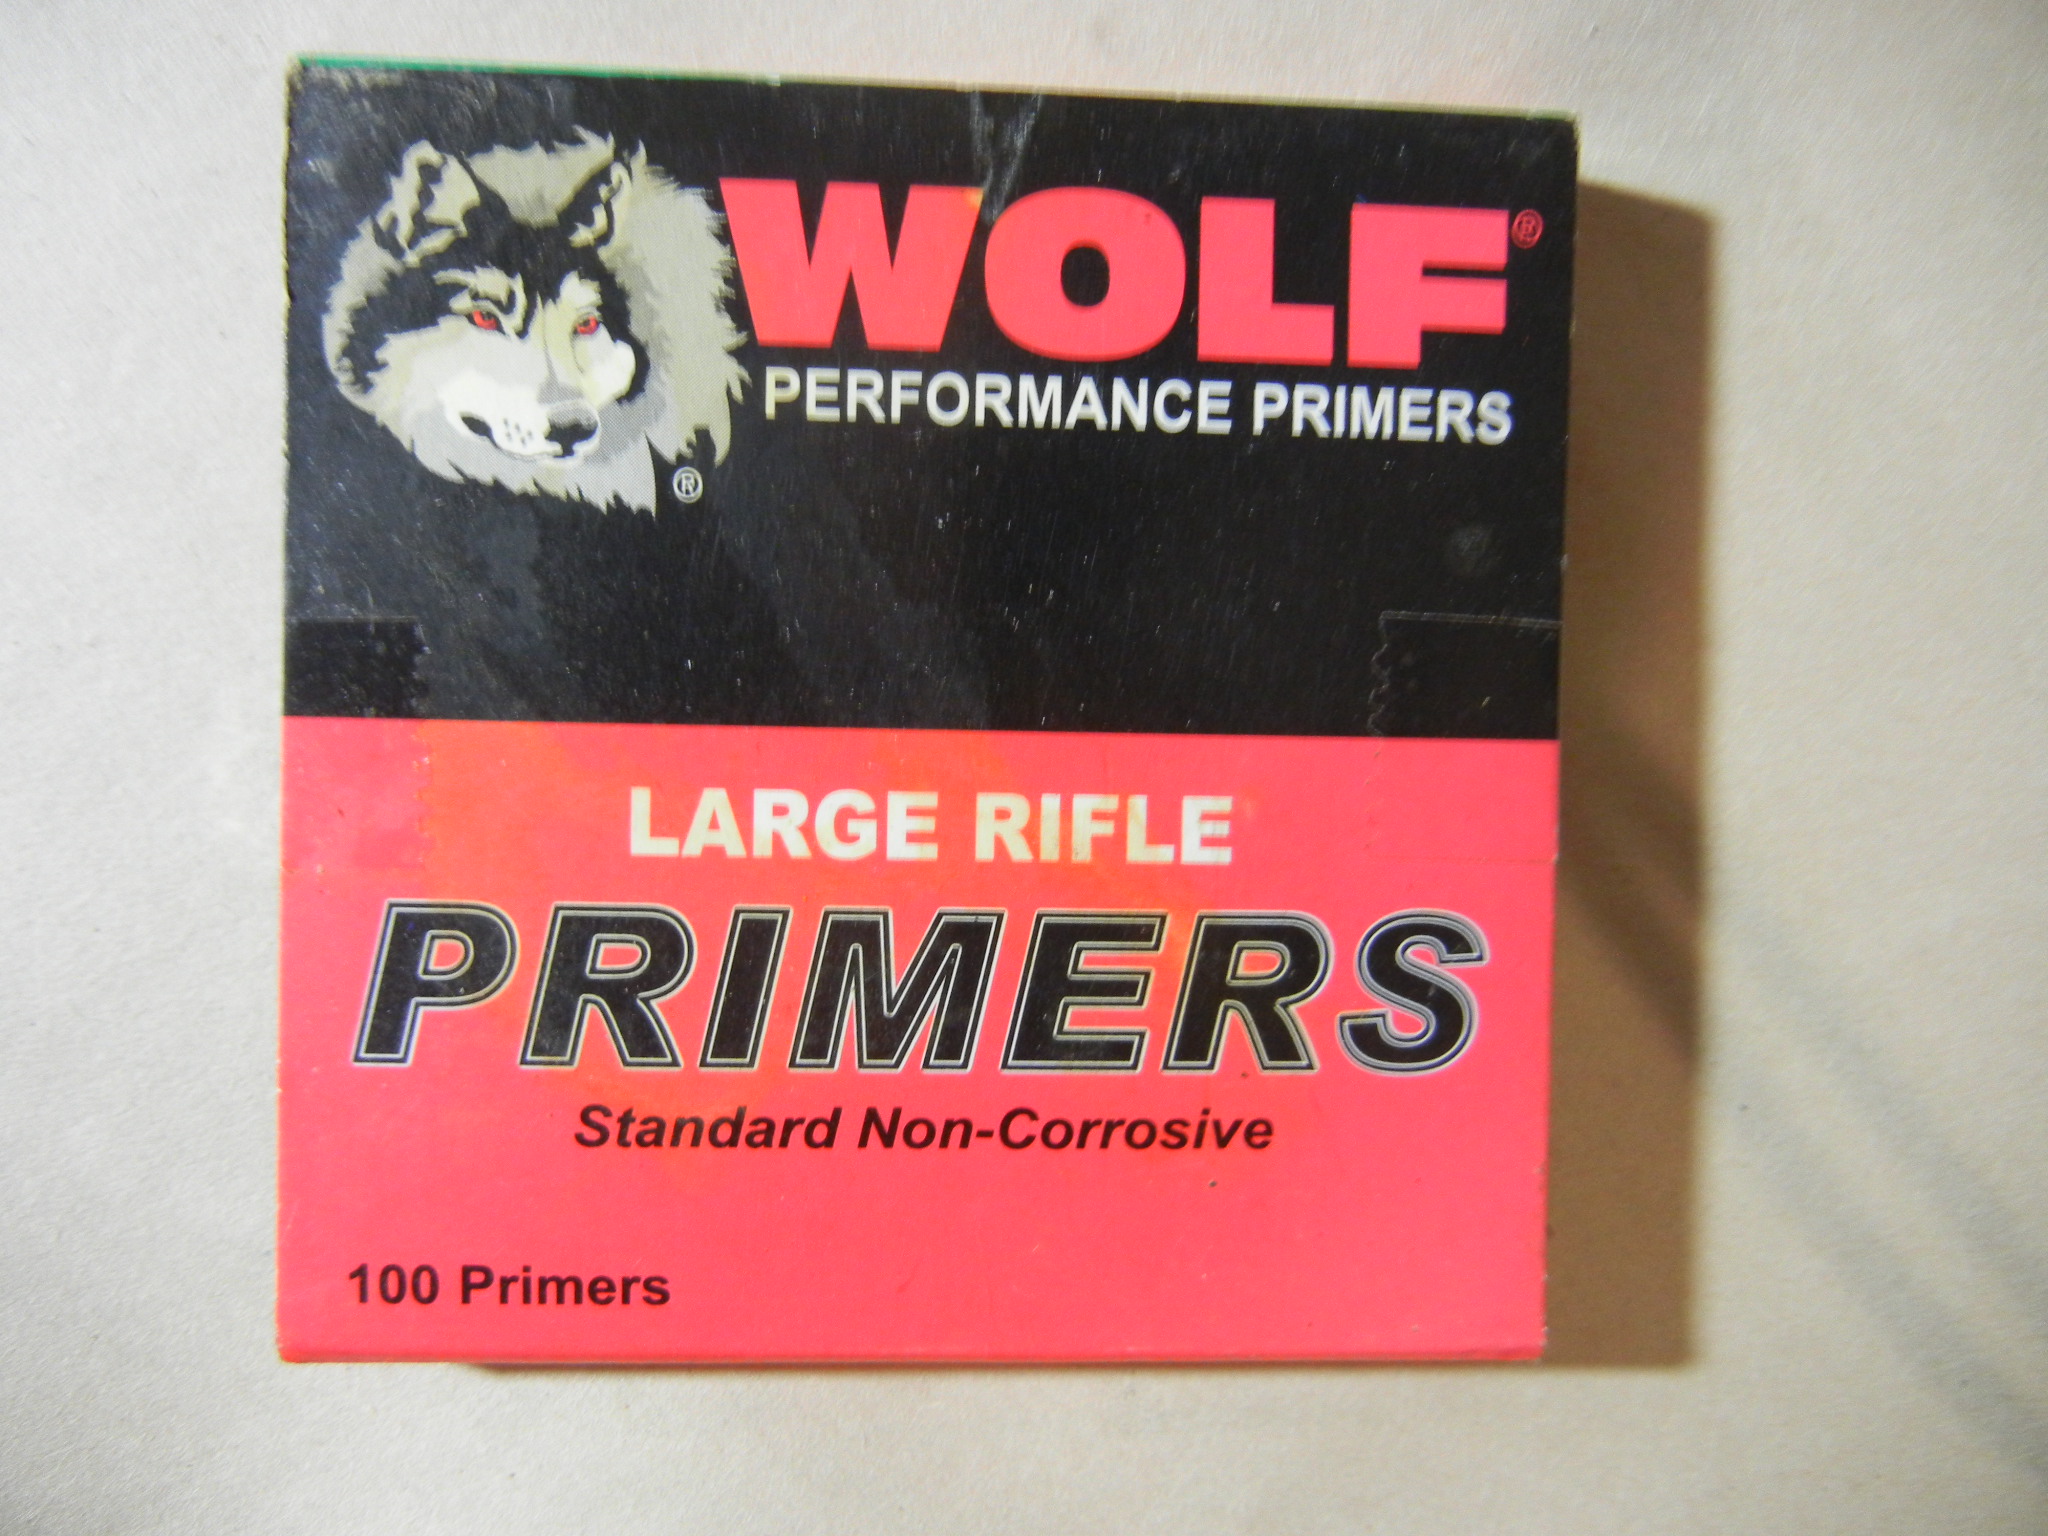 WOLF®
PERFORMANCE PRIMERS
®
LARGE RIFLE
PRIMERS
Standard Non-Corrosive
100 Primers